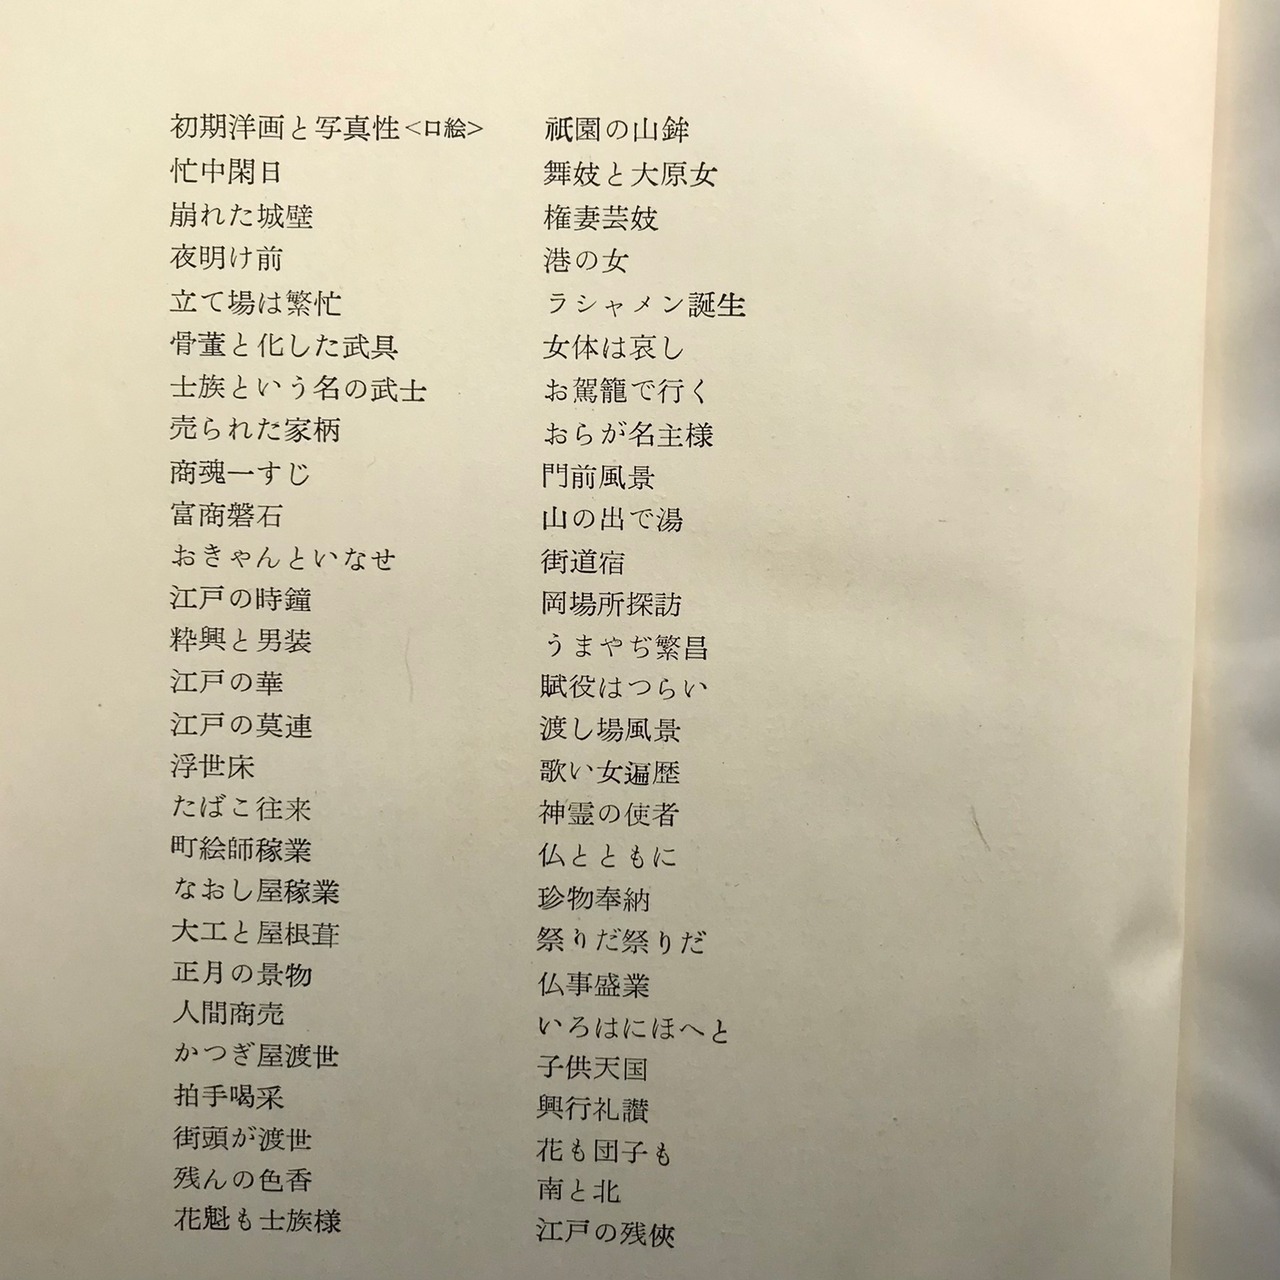 初期洋画と写真性<口絵>
忙中閑日
崩れた城壁
夜明け前
立て場は繁忙
骨董と化した武具
士族という名の武士
売られた家柄
商魂一すじ
富商磐石
おきゃんといなせ
江戸の時鐘
粋興と男装
江戸の華
江戸の莫連
浮世床
たばこ往来
町絵師稼業
なおし屋稼業
大工と屋根葺
正月の景物
人間商売
かつぎ屋渡世
拍手喝采
街頭が渡世
残んの色香
花魁も士族様
祇園の山鉾
舞妓と大原女
権妻芸妓
港の女
ラシャメン誕生
女体は哀し
お駕籠で行く
おらが名主様
門前風景
山の出で湯
街道宿
岡場所探訪
うまやぢ繁昌
賦役はつらい
渡し場風景
歌い女遍歴
神霊の使者
仏とともに
珍物奉納
祭りだ祭りだ
仏事盛業
いろはにほへと
子供天国
興行礼讃
花も団子も
南と北
江戸の残俠